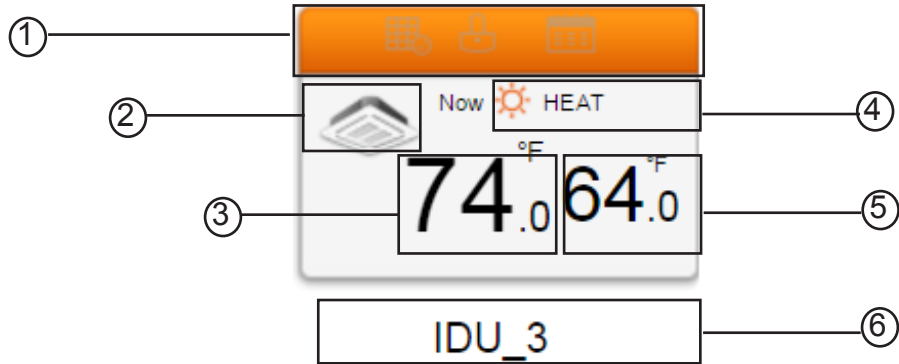 ①
②
Now HEAT
④
③
74.0 °F
64.0 °F
⑤
IDU_3
⑥